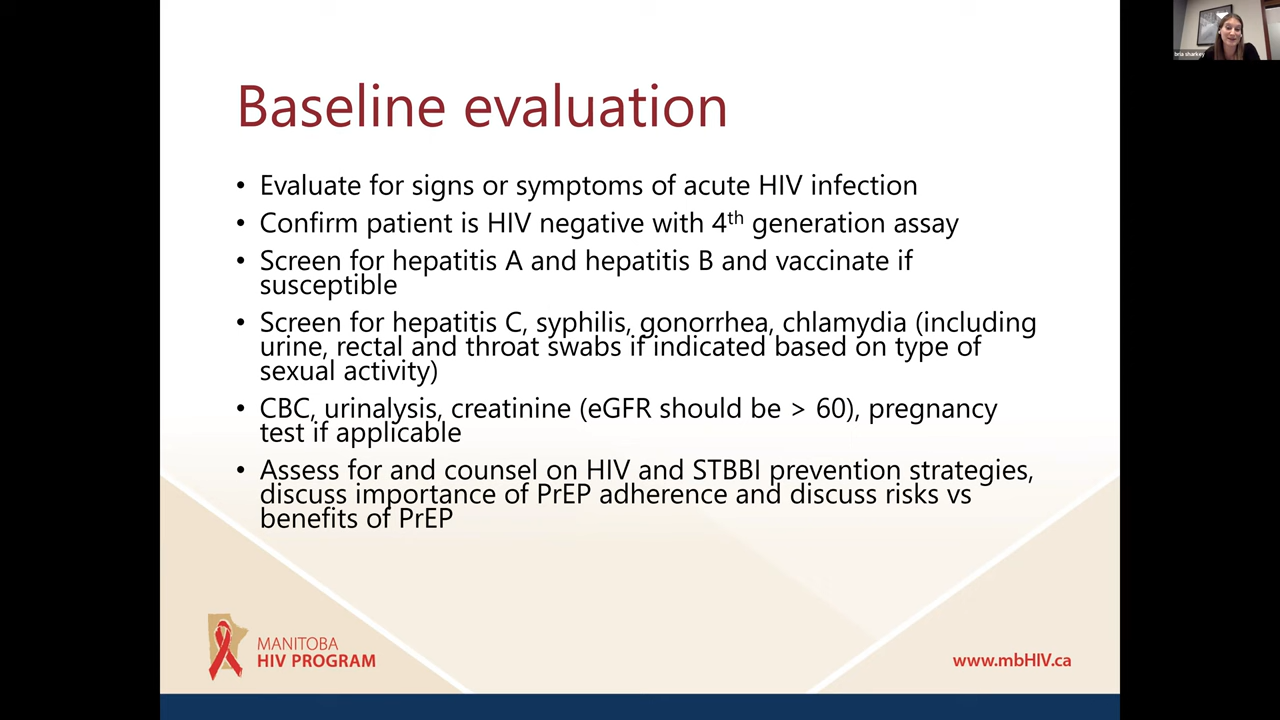 Baseline evaluation
• Evaluate for signs or symptoms of acute HIV infection
• Confirm patient is HIV negative with 4th generation assay
• Screen for hepatitis A and hepatitis B and vaccinate if
susceptible
• Screen for hepatitis C, syphilis, gonorrhea, chlamydia (including
urine, rectal and throat swabs if indicated based on type of
sexual activity)
• CBC, urinalysis, creatinine (eGFR should be > 60), pregnancy
test if applicable
• Assess for and counsel on HIV and STBBI prevention strategies,
discuss importance of PrEP adherence and discuss risks vs
benefits of PrEP
MANITOBA
HIV PROGRAM
www.mbHIV.ca
bria sharkey